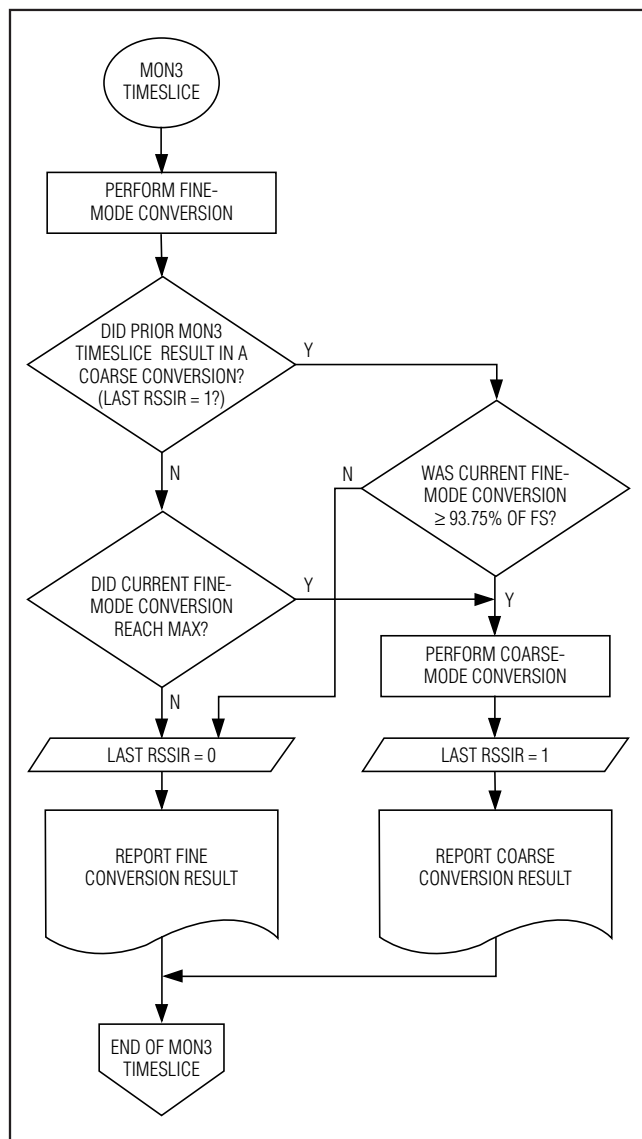 MON3
TIMESLICE
PERFORM FINE-
MODE CONVERSION
DID PRIOR MON3
TIMESLICE RESULT IN A
COARSE CONVERSION?
(LAST RSSIR = 1?)
Y
N
N
WAS CURRENT FINE-
MODE CONVERSION
≥ 93.75% OF FS?
DID CURRENT FINE-
MODE CONVERSION
REACH MAX?
Y
Y
N
PERFORM COARSE-
MODE CONVERSION
LAST RSSIR = 0
LAST RSSIR = 1
REPORT FINE
CONVERSION RESULT
REPORT COARSE
CONVERSION RESULT
END OF MON3
TIMESLICE